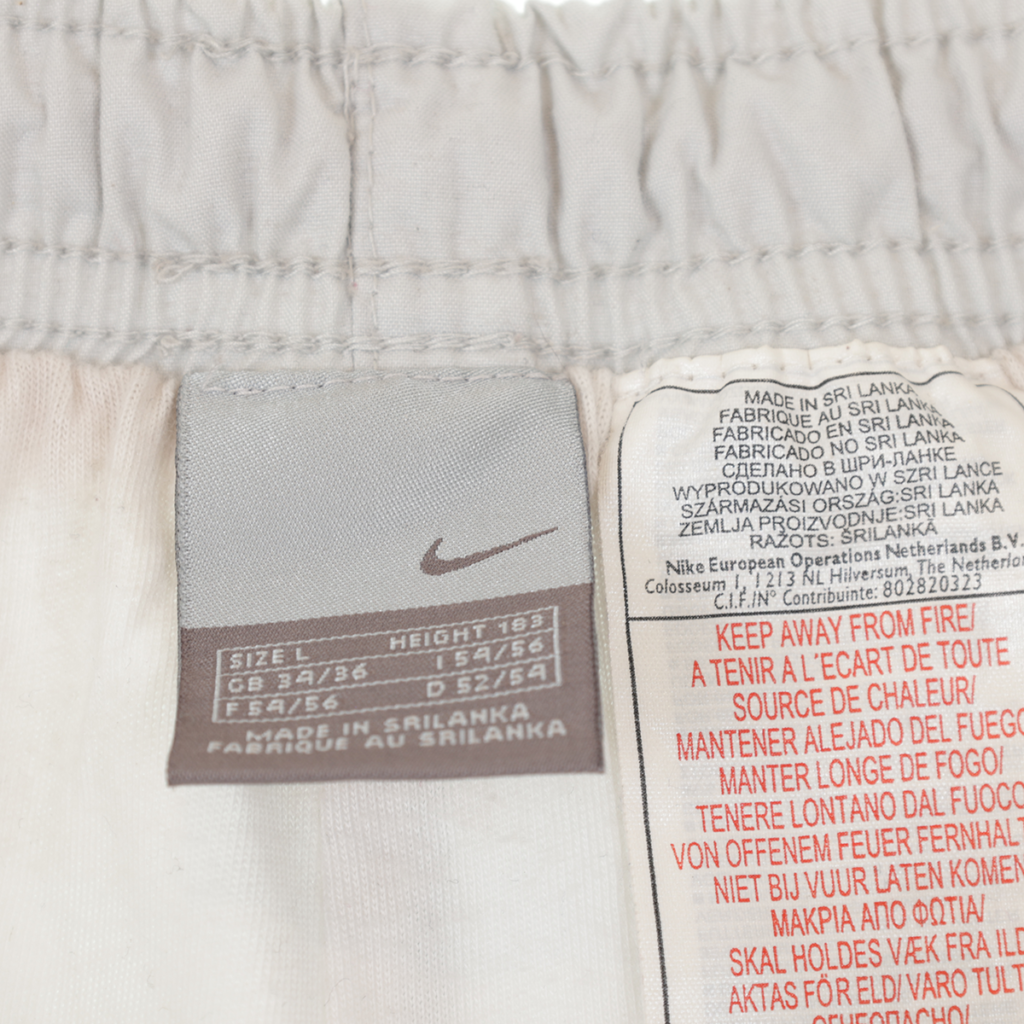 SIZE L HEIGHT 183
GB 34/36 I 54/56
F 54/56 D 52/54
MADE IN SRILANKA
FABRIQUE AU SRILANKA
MADE IN SRI LANKA
FABRIQUE AU SRI LANKA
FABRICADO EN SRI LANKA
FABRICADO NO SRI LANKA
СДЕЛАНО В ШРИ-ЛАНКЕ
WYPRODUKOWANO W SZRI LANCE
SZÁRMAZÁSI ORSZÁG:SRI LANKA
ZEMLJA PROIZVODNJE:SRI LANKA
RAŽOTS: ŠRILANKĀ
Nike European Operations Netherlands B.V.
Colosseum 1, 1213 NL Hilversum, The Netherlan
C.I.F./N° Contribuinte: 802820323
KEEP AWAY FROM FIRE/
A TENIR A L'ECART DE TOUTE
SOURCE DE CHALEUR/
MANTENER ALEJADO DEL FUEGO
MANTER LONGE DE FOGO/
TENERE LONTANO DAL FUOCO
VON OFFENEM FEUER FERNHALT
NIET BIJ VUUR LATEN KOMEN
ΜΑΚΡΙΑ ΑΠΟ ΦΩΤΙΑ/
SKAL HOLDES VÆK FRA ILD
AKTAS FÖR ELD/ VARO TULT
ОГНЕОПАСНО/